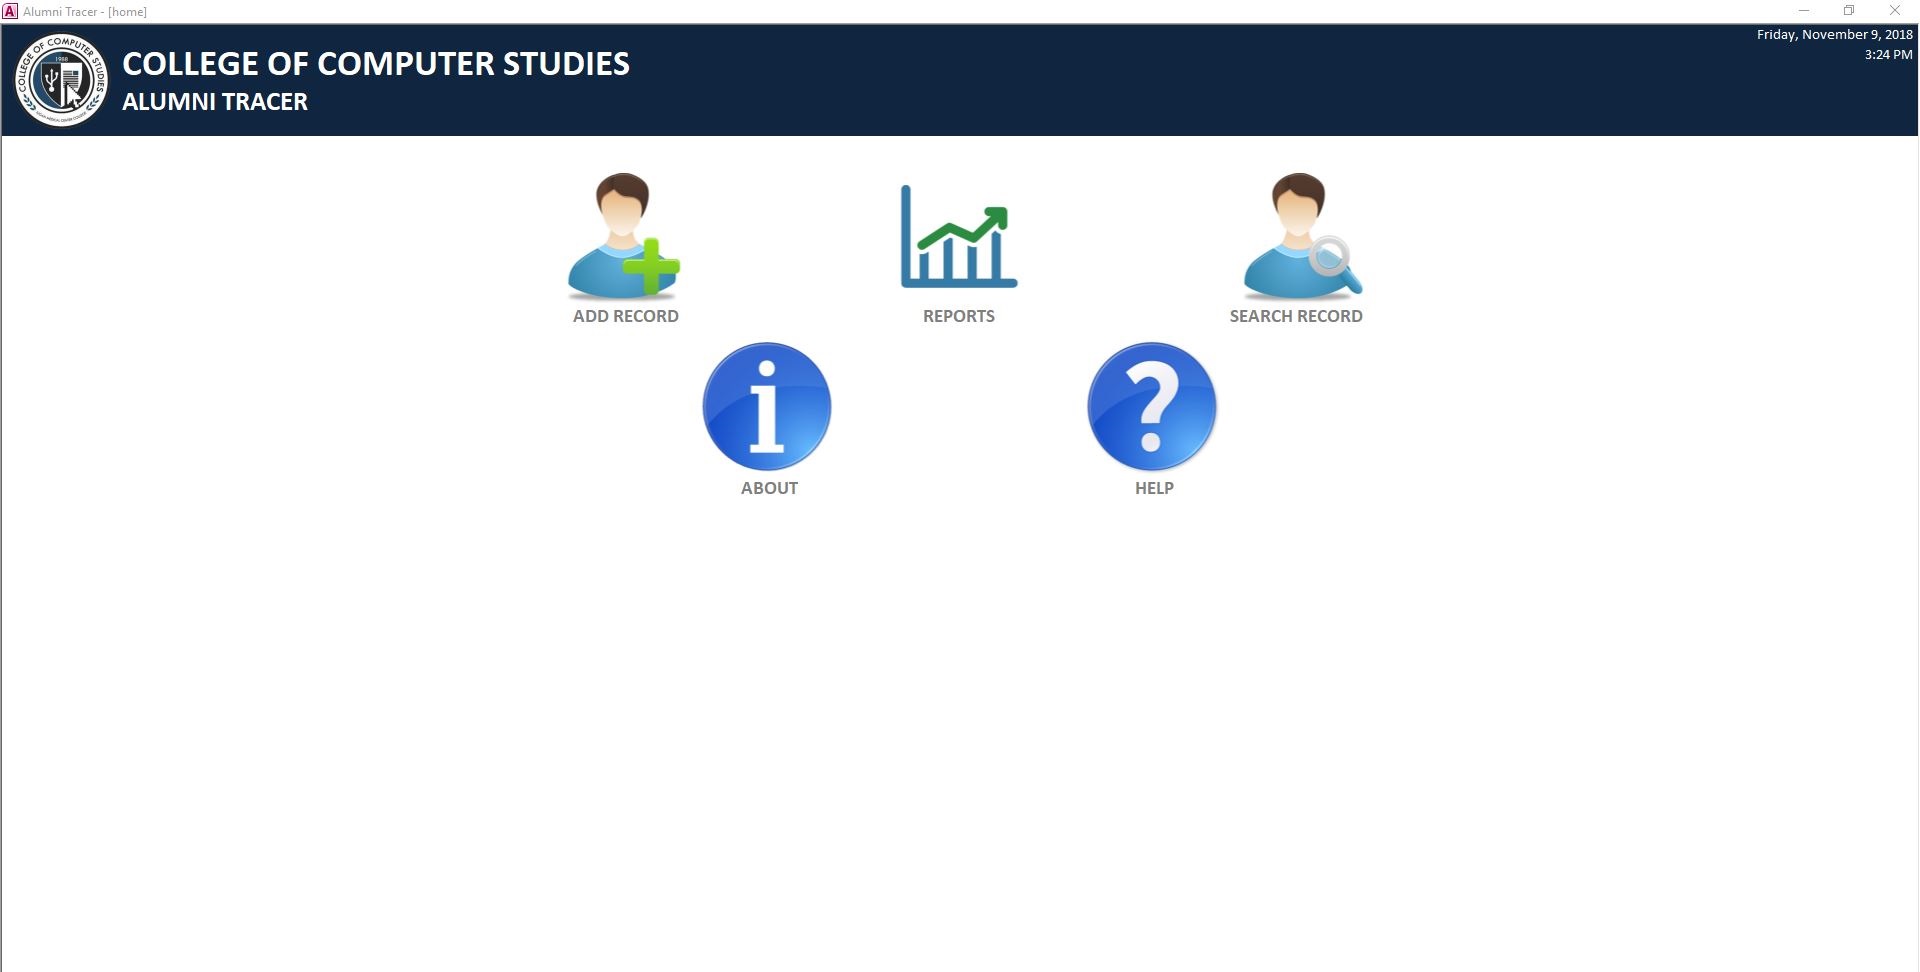 Alumni Tracer - [home]
Friday, November 9, 2018
3:24 PM
COLLEGE OF COMPUTER STUDIES
1988
COLLEGE OF COMPUTER STUDIES
ALUMNI TRACER
ADD RECORD
REPORTS
SEARCH RECORD
ABOUT
HELP